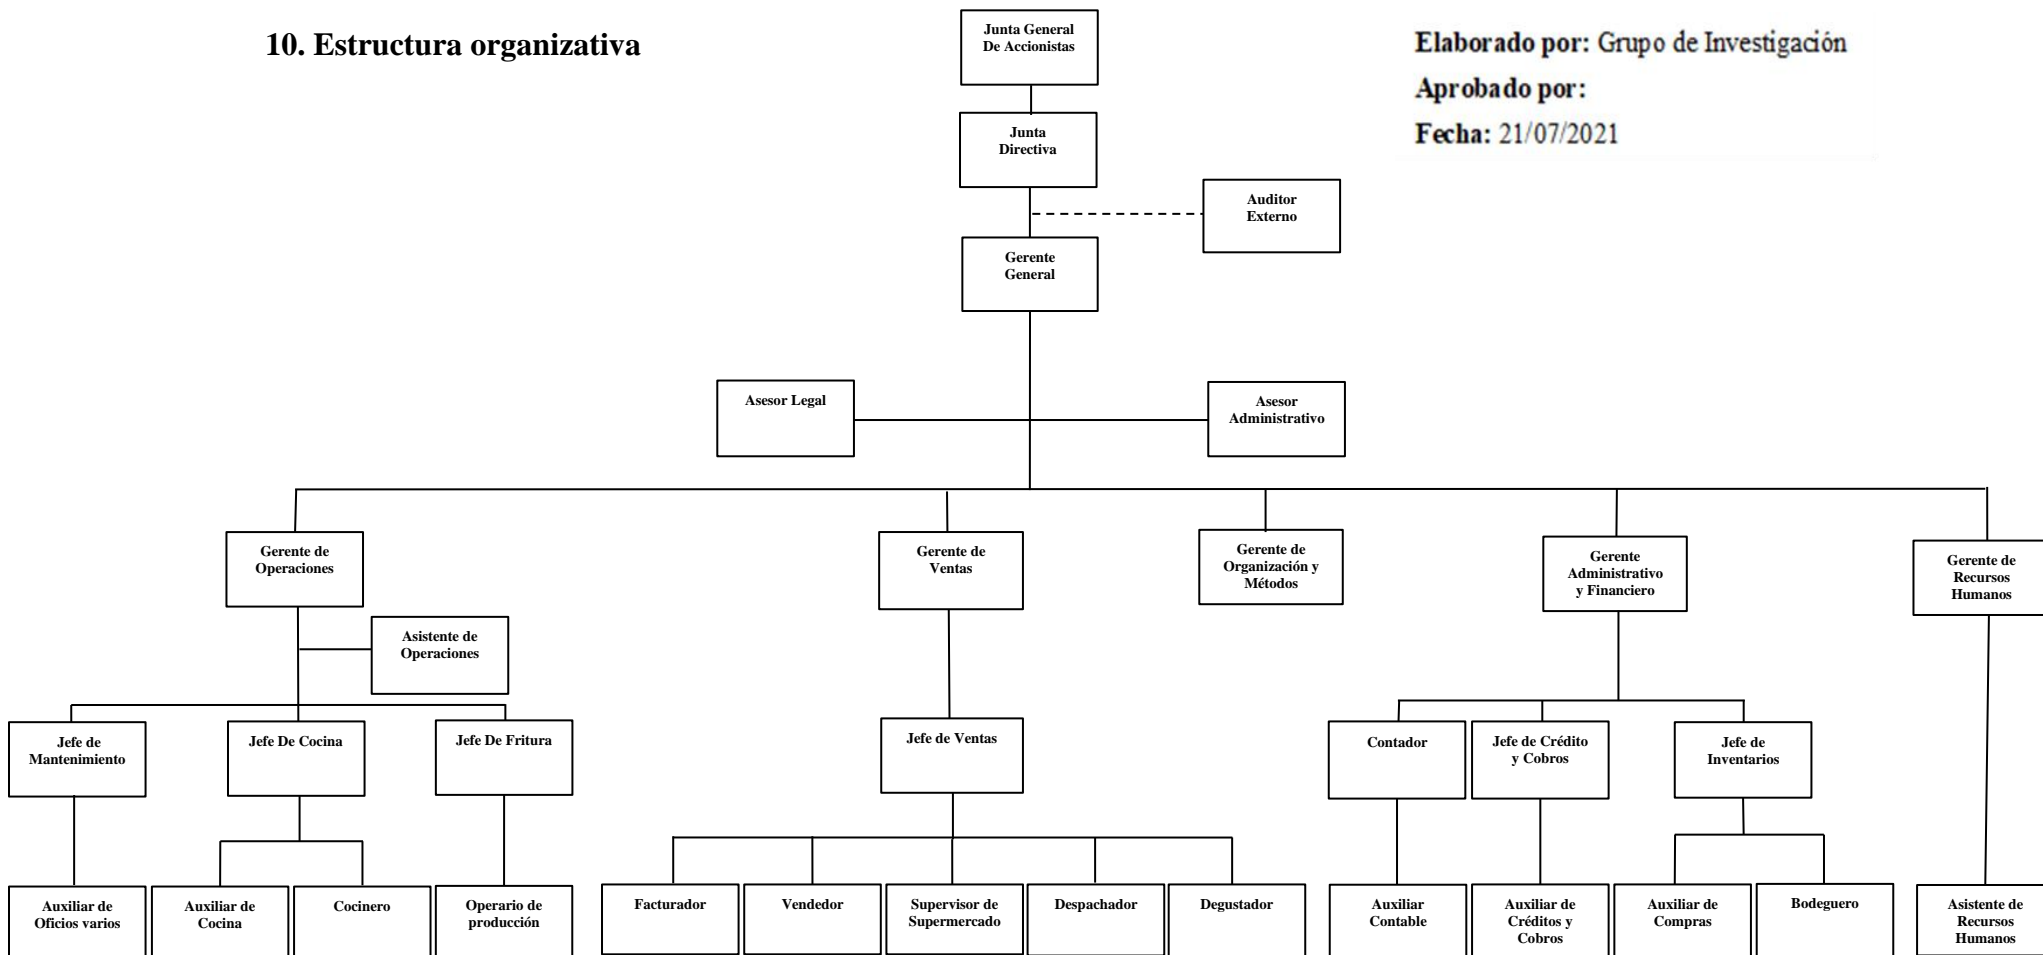 10. Estructura organizativa
Junta General
De Accionistas
Elaborado por: Grupo de Investigación
Aprobado por:
Fecha: 21/07/2021
Junta
Directiva
Auditor
Externo
Gerente
General
Asesor Legal
Asesor
Administrativo
Gerente de
Operaciones
Gerente de
Ventas
Gerente de
Organización y
Métodos
Gerente
Administrativo
y Financiero
Gerente de
Recursos
Humanos
Asistente de
Operaciones
Jefe de
Mantenimiento
Jefe De Cocina
Jefe De Fritura
Jefe de Ventas
Contador
Jefe de Crédito
y Cobros
Jefe de
Inventarios
Auxiliar de
Oficios varios
Auxiliar de
Cocina
Cocinero
Operario de
producción
Facturador
Vendedor
Supervisor de
Supermercado
Despachador
Degustador
Auxiliar
Contable
Auxiliar de
Créditos y
Cobros
Auxiliar de
Compras
Bodeguero
Asistente de
Recursos
Humanos